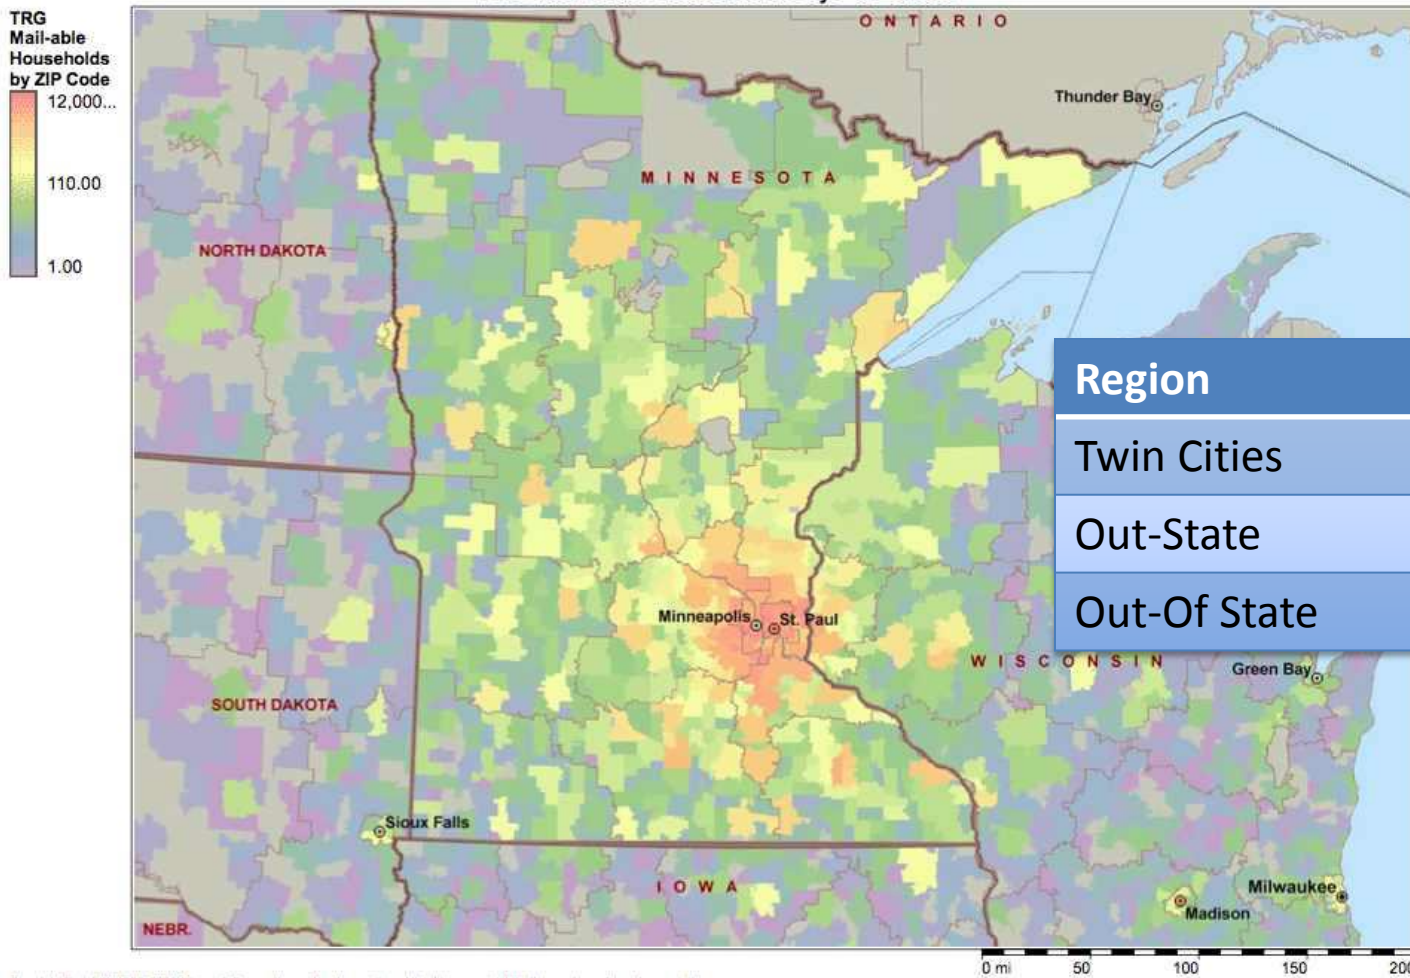 TRG
Mail-able
Households
by ZIP Code
12,000...
110.00
1.00
ONTARIO
Thunder Bay
MINNESOTA
NORTH DAKOTA
Region
Twin Cities
Out-State
Out-Of State
Minneapolis
St. Paul
WISCONSIN
Green Bay
SOUTH DAKOTA
Sioux Falls
IOWA
Milwaukee
Madison
NEBR.
0 mi 50 100 150 200